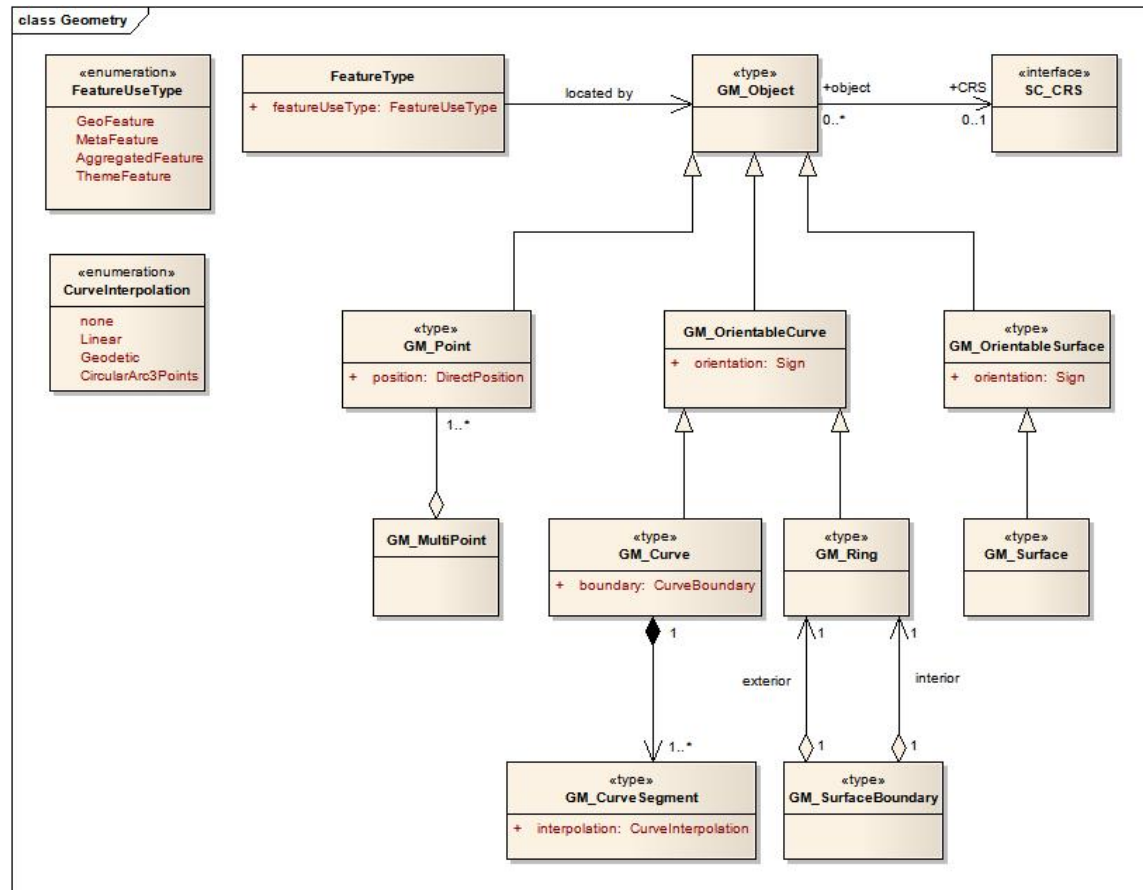 class Geometry
«enumeration»
FeatureUseType
GeoFeature
MetaFeature
AggregatedFeature
ThemeFeature
FeatureType
+ featureUseType: FeatureUseType
located by
«type»
GM_Object
+object
0..*
+CRS
0..1
«interface»
SC_CRS
«enumeration»
CurveInterpolation
none
Linear
Geodetic
CircularArc3Points
«type»
GM_Point
+ position: DirectPosition
GM_OrientableCurve
+ orientation: Sign
«type»
GM_OrientableSurface
+ orientation: Sign
1..*
GM_MultiPoint
«type»
GM_Curve
+ boundary: CurveBoundary
«type»
GM_Ring
«type»
GM_Surface
1
1
1
exterior
interior
1..*
1
1
«type»
GM_CurveSegment
+ interpolation: CurveInterpolation
«type»
GM_SurfaceBoundary